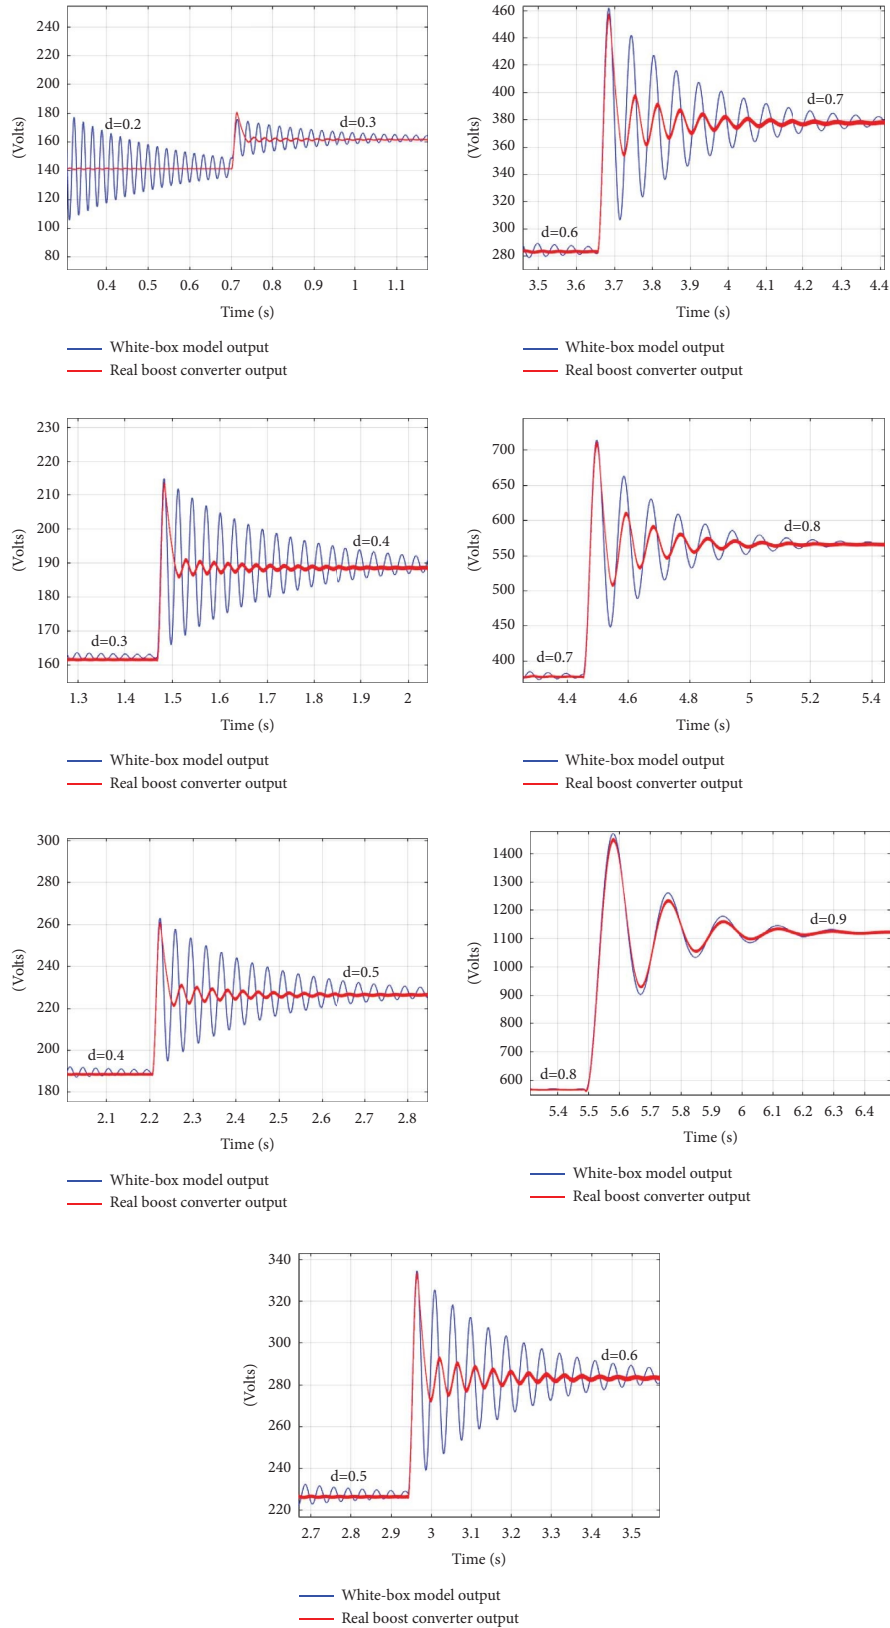 240
220
200
180
160
140
120
100
80
(Volts)
d=0.2
d=0.3
0.4 0.5 0.6 0.7 0.8 0.9 1 1.1
Time (s)
White-box model output
Real boost converter output
460
440
420
400
380
360
340
320
300
280
(Volts)
d=0.6
d=0.7
3.5 3.6 3.7 3.8 3.9 4 4.1 4.2 4.3 4.4
Time (s)
White-box model output
Real boost converter output
230
220
210
200
190
180
170
160
(Volts)
d=0.3
d=0.4
1.3 1.4 1.5 1.6 1.7 1.8 1.9 2
Time (s)
White-box model output
Real boost converter output
700
650
600
550
500
450
400
(Volts)
d=0.7
d=0.8
4.4 4.6 4.8 5 5.2 5.4
Time (s)
White-box model output
Real boost converter output
300
280
260
240
220
200
180
(Volts)
d=0.4
d=0.5
2.1 2.2 2.3 2.4 2.5 2.6 2.7 2.8
Time (s)
White-box model output
Real boost converter output
1400
1300
1200
1100
1000
900
800
700
600
(Volts)
d=0.8
d=0.9
5.4 5.5 5.6 5.7 5.8 5.9 6 6.1 6.2 6.3 6.4
Time (s)
White-box model output
Real boost converter output
340
320
300
280
260
240
220
(Volts)
d=0.5
d=0.6
2.7 2.8 2.9 3 3.1 3.2 3.3 3.4 3.5
Time (s)
White-box model output
Real boost converter output